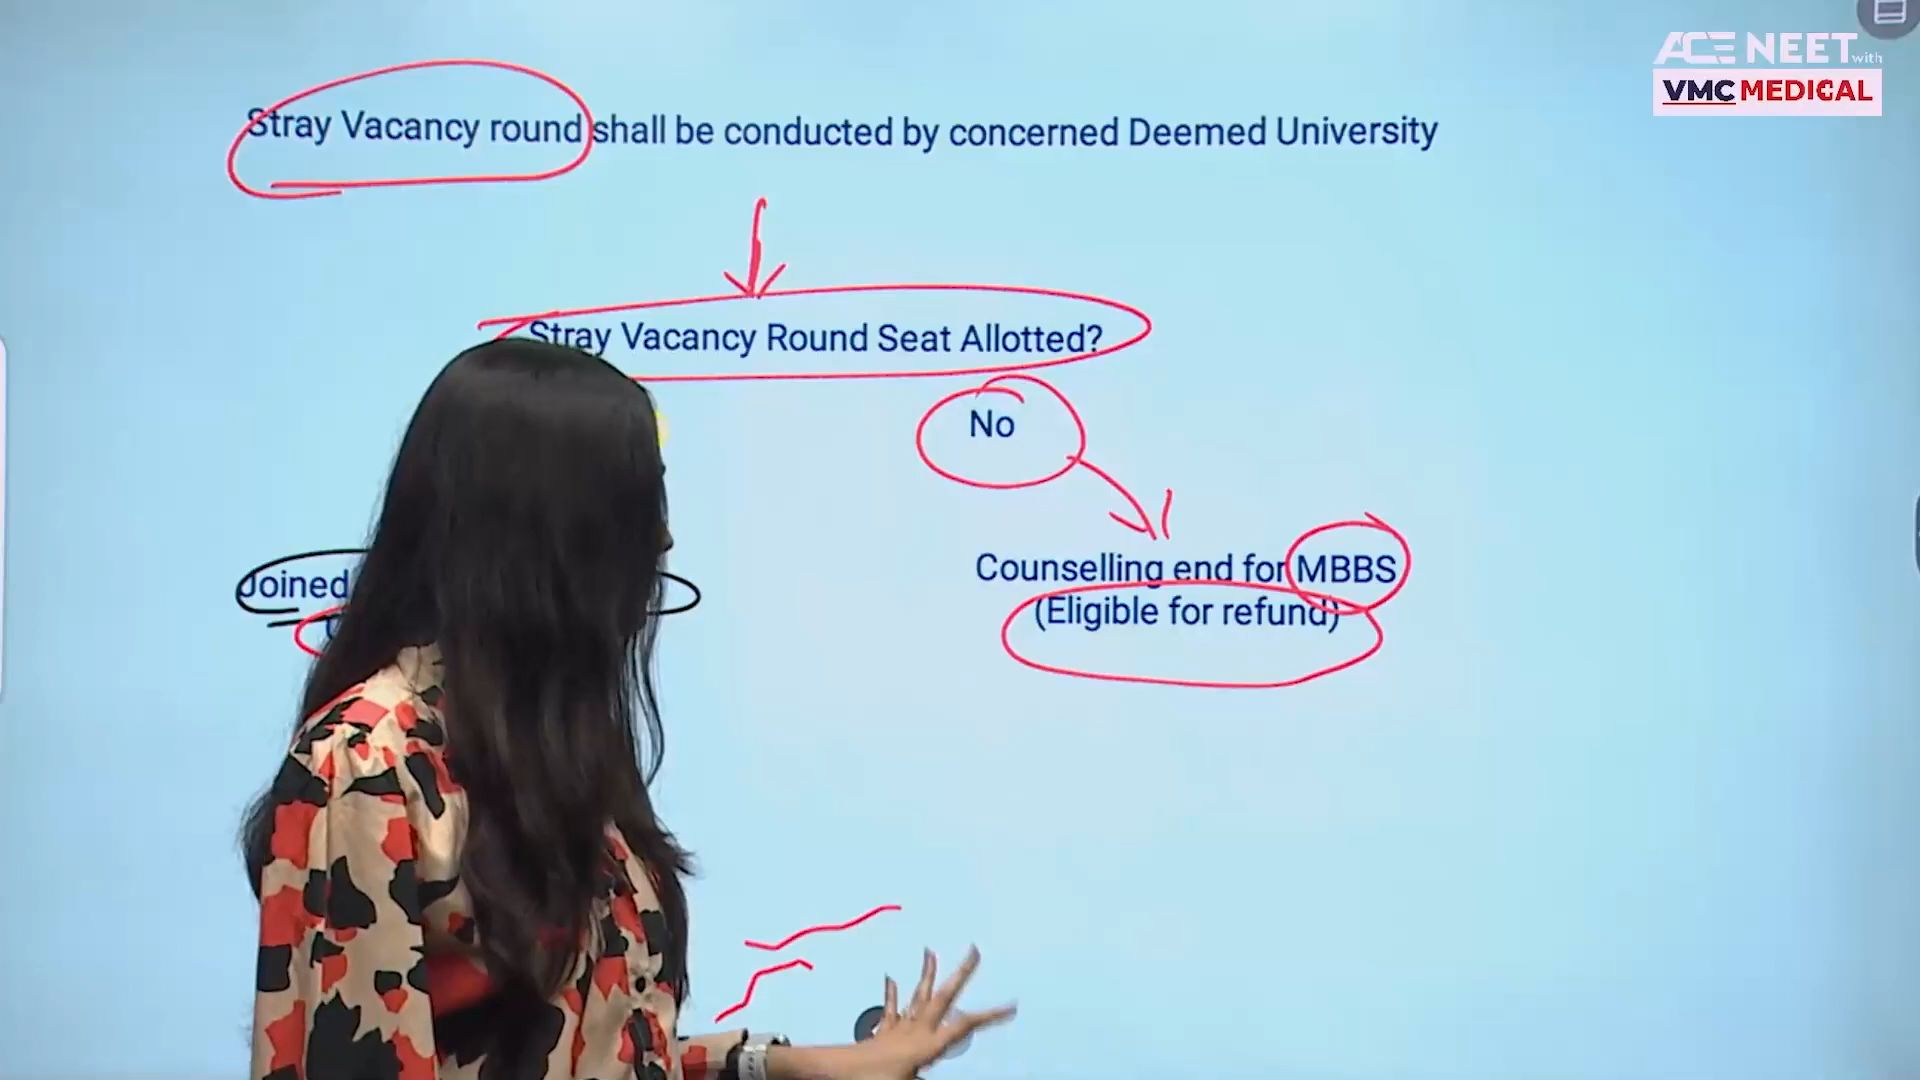 ACE NEET with
VMC MEDICAL
Stray Vacancy round shall be conducted by concerned Deemed University
Stray Vacancy Round Seat Allotted?
No
Joined
Counselling end for MBBS
(Eligible for refund)